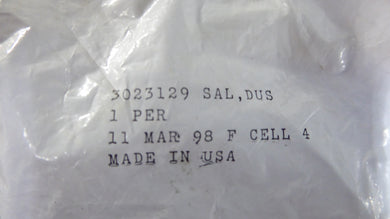 3023129 SAL,DUS
1 PER
11 MAR 98 F CELL 4
MADE IN USA